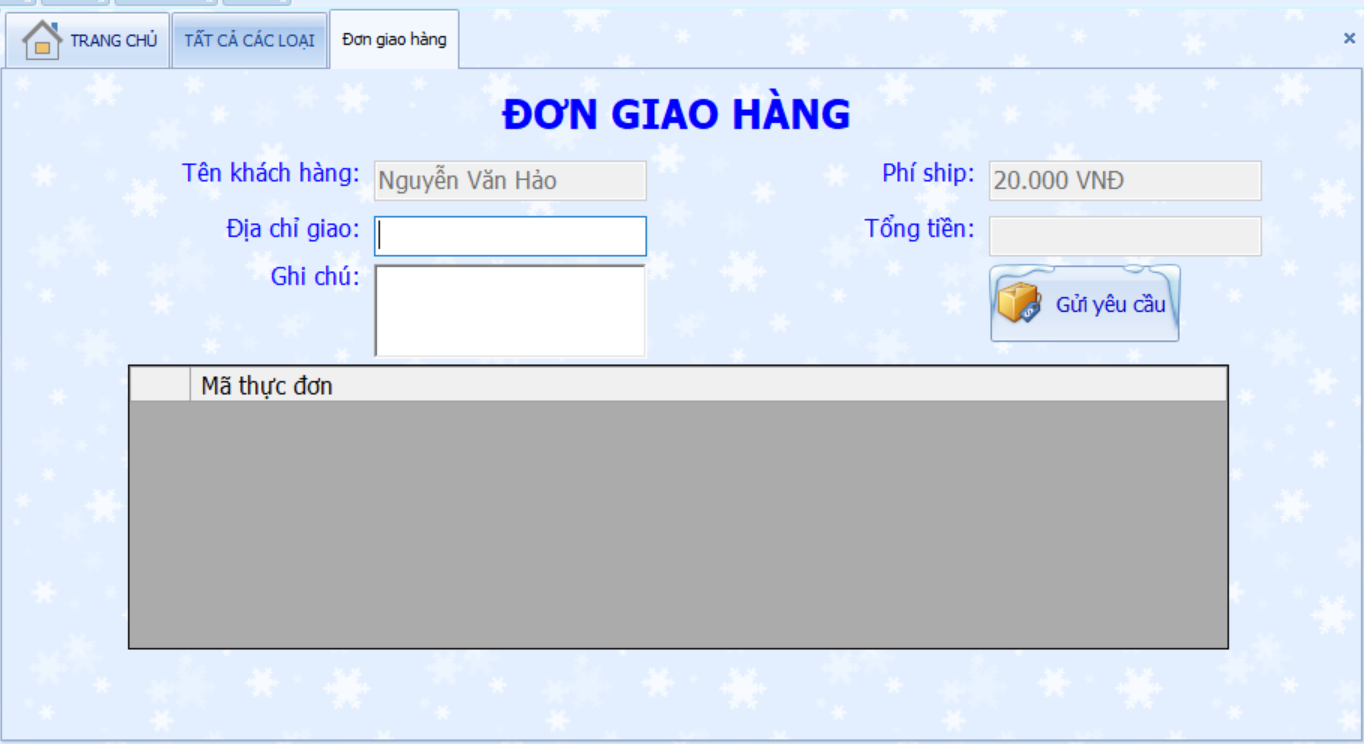 TRANG CHỦ TẤT CẢ CÁC LOẠI Đơn giao hàng x
ĐƠN GIAO HÀNG
Tên khách hàng: Nguyễn Văn Hảo Phí ship: 20.000 VNĐ
Địa chỉ giao: Tổng tiền:
Ghi chú: Gửi yêu cầu
Mã thực đơn